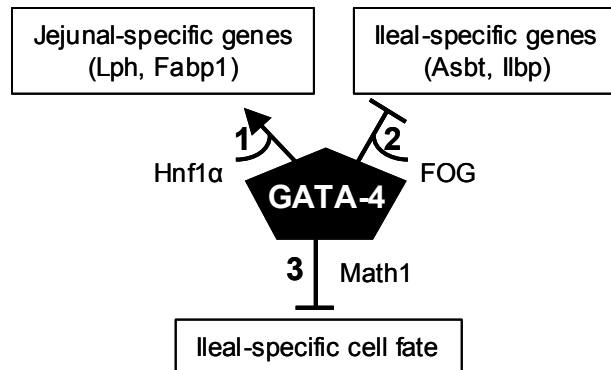 Jejunal-specific genes
(Lph, Fabp1)
Ileal-specific genes
(Asbt, Ilbp)
1
2
Hnf1α
FOG
GATA-4
3
Math1
Ileal-specific cell fate